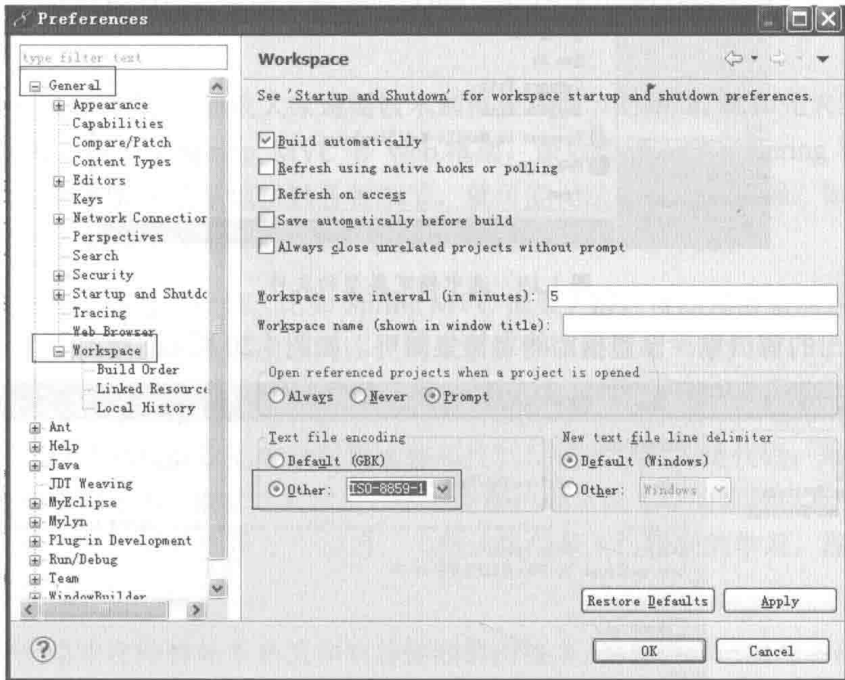 Preferences
type filter text
General
Appearance
Capabilities
Compare/Patch
Content Types
Editors
Keys
Network Connection
Perspectives
Search
Security
Startup and Shutdo
Tracing
Web Browser
Workspace
Build Order
Linked Resource
Local History
Ant
Help
Java
JDT Weaving
MyEclipse
Mylyn
Plug-in Development
Run/Debug
Team
WindowBuilder
Workspace
See 'Startup and Shutdown' for workspace startup and shutdown preferences.
Build automatically
Refresh using native hooks or polling
Refresh on access
Save automatically before build
Always close unrelated projects without prompt
Workspace save interval (in minutes): 5
Workspace name (shown in window title):
Open referenced projects when a project is opened
Always Never Prompt
Text file encoding
Default (GBK)
Other: ISO-8859-1
New text file line delimiter
Default (Windows)
Other: Windows
Restore Defaults Apply
? OK Cancel